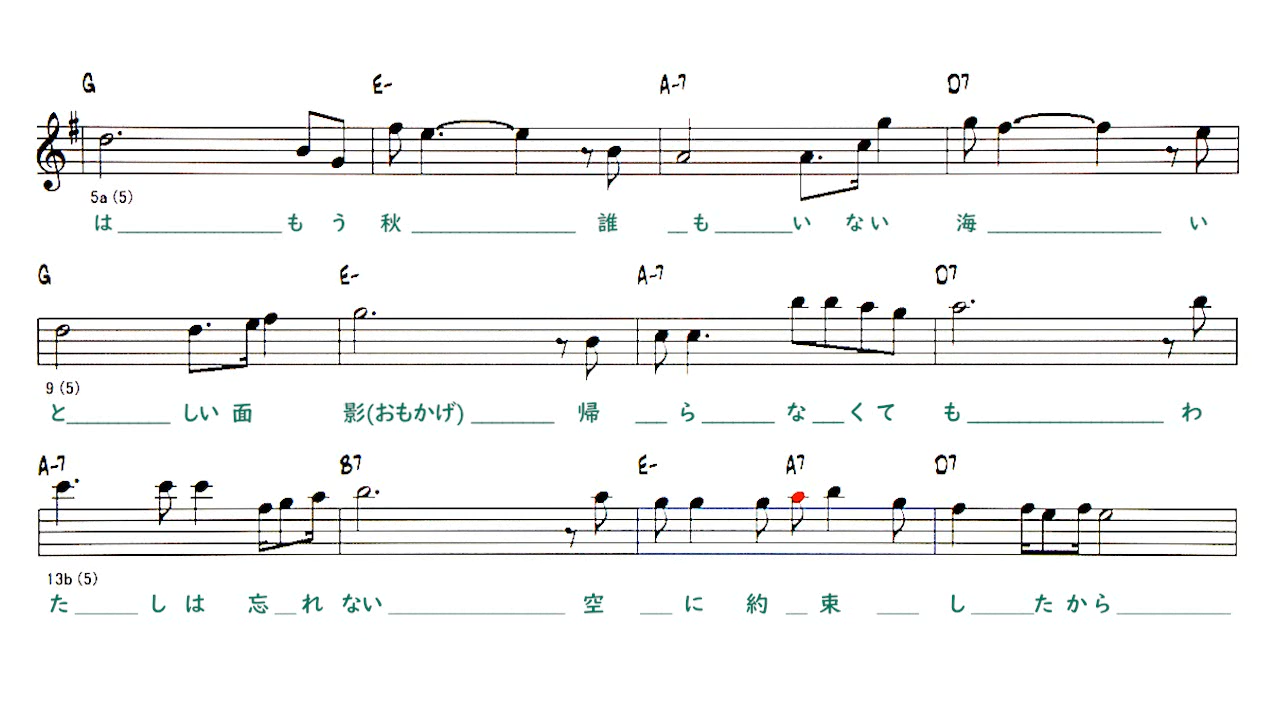 G E- A-7 D7
5a (5)
は もう 秋 誰 も い ない 海 い
G E- A-7 D7
9 (5)
と しい 面 影(おもかげ) 帰 ら な くて も わ
A-7 B7 E- A7 D7
13b (5)
た しは 忘 れ ない 空 に 約 束 し たから